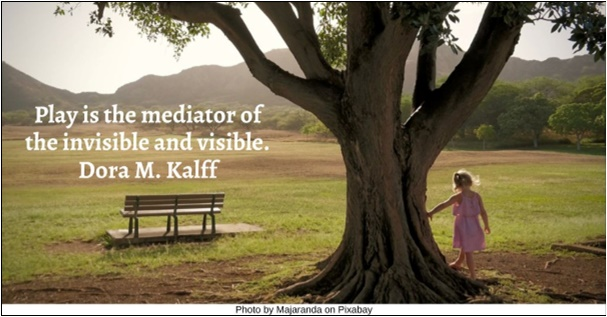 Play is the mediator of
the invisible and visible.
Dora M. Kalff
Photo by Majaranda on Pixabay